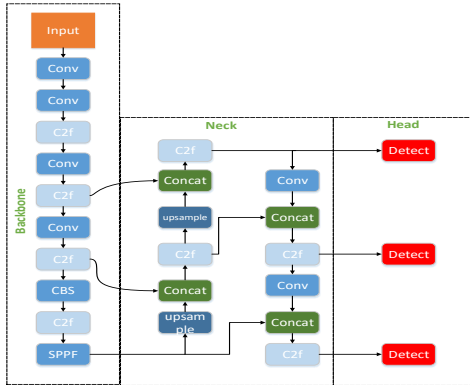 Input
Conv
Conv
C2f
Conv
C2f
Conv
C2f
CBS
C2f
SPPF
Backbone
Neck
C2f
Concat
upsample
C2f
Concat
upsam
ple
Conv
Concat
C2f
Conv
Concat
C2f
Head
Detect
Detect
Detect